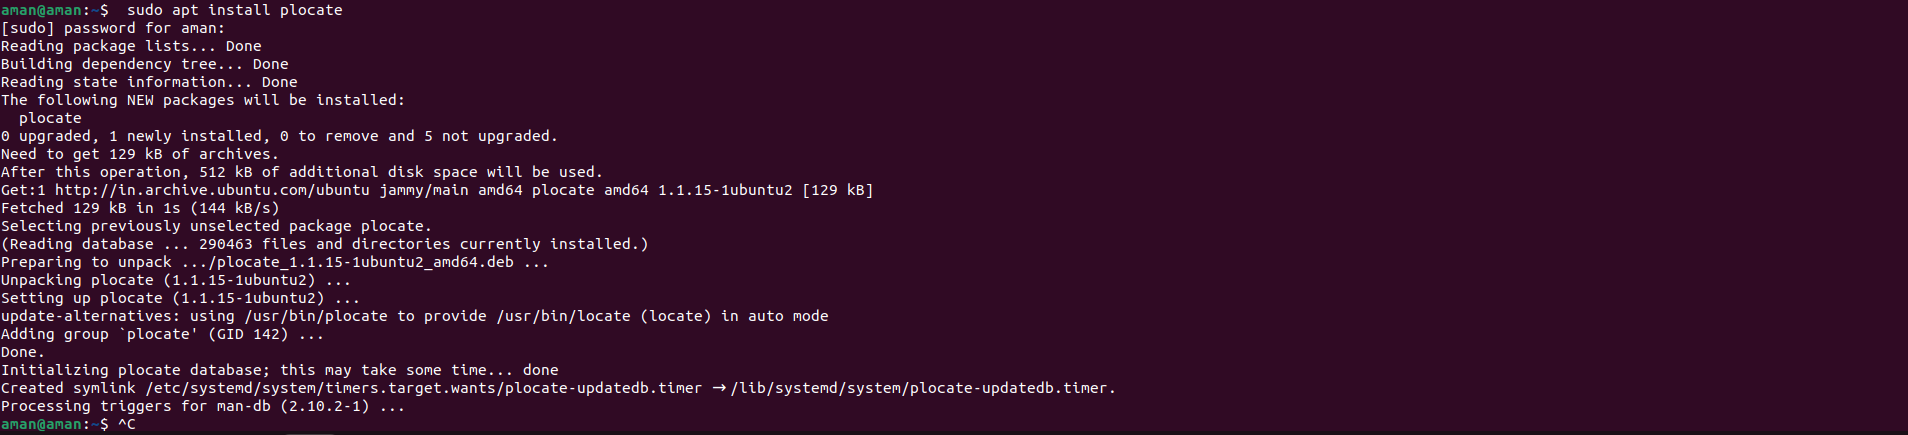 aman@aman:~$  sudo apt install plocate
[sudo] password for aman:
Reading package lists... Done
Building dependency tree... Done
Reading state information... Done
The following NEW packages will be installed:
  plocate
0 upgraded, 1 newly installed, 0 to remove and 5 not upgraded.
Need to get 129 kB of archives.
After this operation, 512 kB of additional disk space will be used.
Get:1 http://in.archive.ubuntu.com/ubuntu jammy/main amd64 plocate amd64 1.1.15-1ubuntu2 [129 kB]
Fetched 129 kB in 1s (144 kB/s)
Selecting previously unselected package plocate.
(Reading database ... 290463 files and directories currently installed.)
Preparing to unpack .../plocate_1.1.15-1ubuntu2_amd64.deb ...
Unpacking plocate (1.1.15-1ubuntu2) ...
Setting up plocate (1.1.15-1ubuntu2) ...
update-alternatives: using /usr/bin/plocate to provide /usr/bin/locate (locate) in auto mode
Adding group `plocate' (GID 142) ...
Done.
Initializing plocate database; this may take some time... done
Created symlink /etc/systemd/system/timers.target.wants/plocate-updatedb.timer → /lib/systemd/system/plocate-updatedb.timer.
Processing triggers for man-db (2.10.2-1) ...
aman@aman:~$ ^C